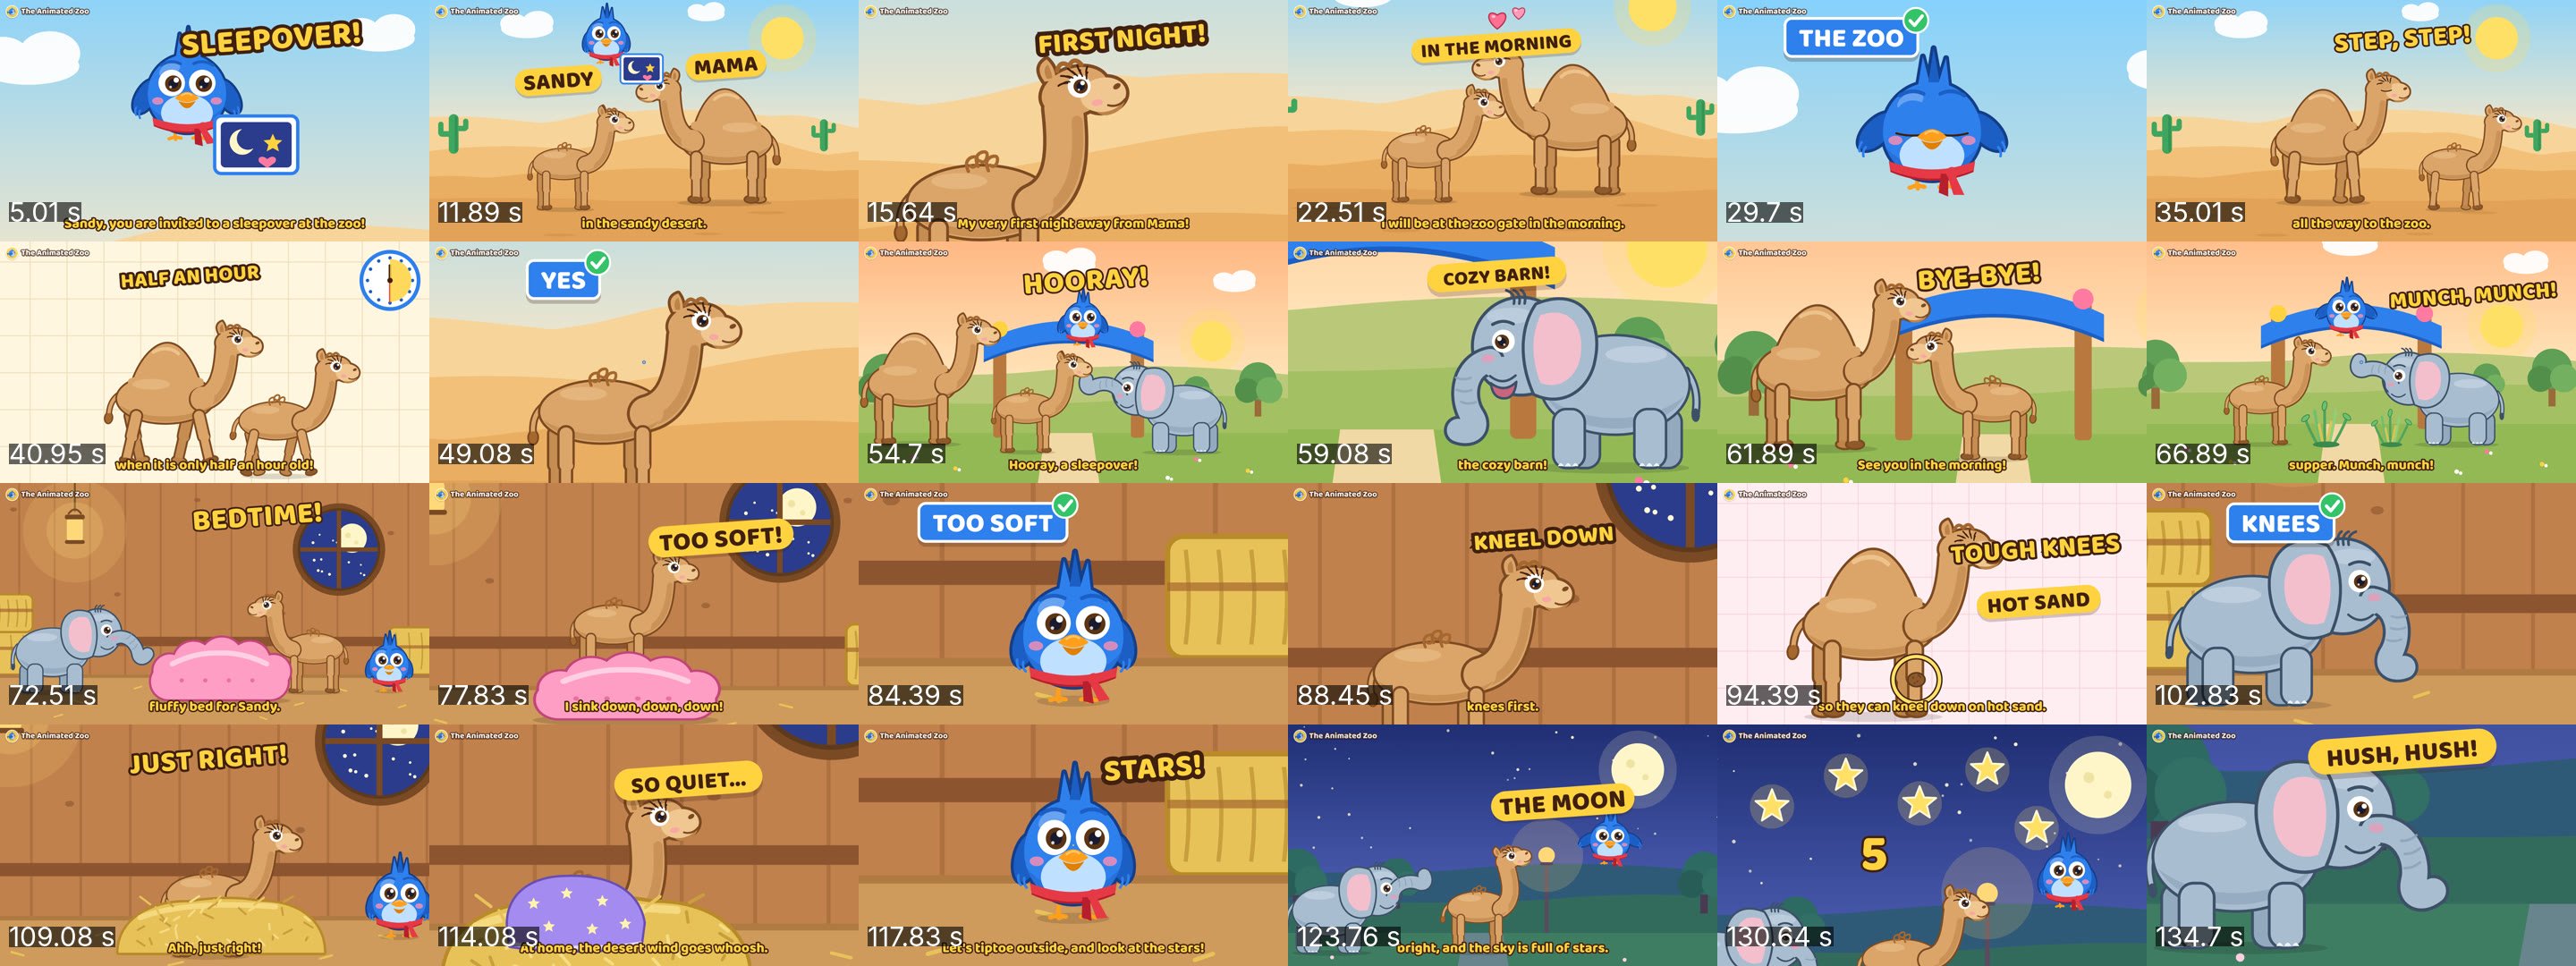 The Animated Zoo
SLEEPOVER!
5.01 s
Sandy, you are invited to a sleepover at the zoo!
The Animated Zoo
SANDY
MAMA
11.89 s
in the sandy desert.
The Animated Zoo
FIRST NIGHT!
15.64 s
My very first night away from Mama!
The Animated Zoo
IN THE MORNING
22.51 s
I will be at the zoo gate in the morning.
The Animated Zoo
THE ZOO
29.7 s
The Animated Zoo
STEP, STEP!
35.01 s
all the way to the zoo.
The Animated Zoo
HALF AN HOUR
40.95 s
when it is only half an hour old!
The Animated Zoo
YES
49.08 s
The Animated Zoo
HOORAY!
54.7 s
Hooray, a sleepover!
The Animated Zoo
COZY BARN!
59.08 s
the cozy barn!
The Animated Zoo
BYE-BYE!
61.89 s
See you in the morning!
The Animated Zoo
MUNCH, MUNCH!
66.89 s
supper. Munch, munch!
The Animated Zoo
BEDTIME!
72.51 s
fluffy bed for Sandy.
The Animated Zoo
TOO SOFT!
77.83 s
I sink down, down, down!
The Animated Zoo
TOO SOFT
84.39 s
The Animated Zoo
KNEEL DOWN
88.45 s
knees first.
The Animated Zoo
TOUGH KNEES
HOT SAND
94.39 s
so they can kneel down on hot sand.
The Animated Zoo
KNEES
102.83 s
The Animated Zoo
JUST RIGHT!
109.08 s
Ahh, just right!
The Animated Zoo
SO QUIET...
114.08 s
At home, the desert wind goes whoosh.
The Animated Zoo
STARS!
117.83 s
Let's tiptoe outside, and look at the stars!
The Animated Zoo
THE MOON
123.76 s
bright, and the sky is full of stars.
The Animated Zoo
5
130.64 s
The Animated Zoo
HUSH, HUSH!
134.7 s